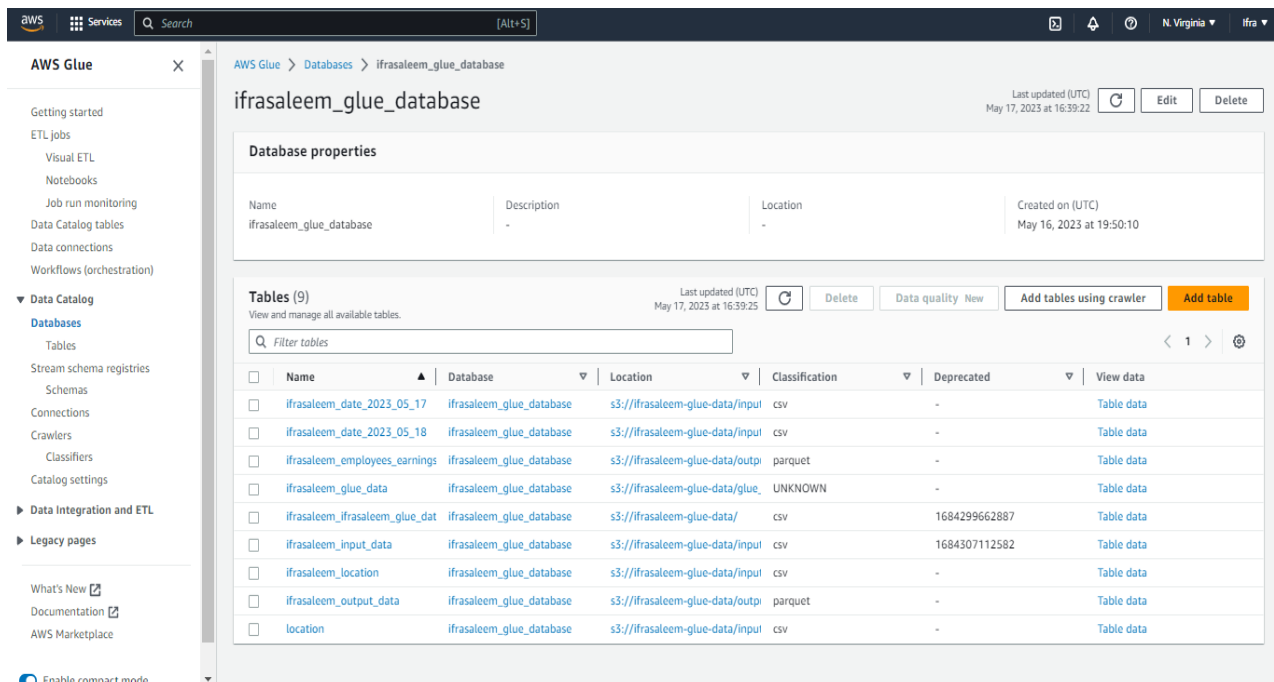 aws Services Search [Alt+S] N. Virginia Ifra
AWS Glue
Getting started
ETL jobs
Visual ETL
Notebooks
Job run monitoring
Data Catalog tables
Data connections
Workflows (orchestration)
Data Catalog
Databases
Tables
Stream schema registries
Schemas
Connections
Crawlers
Classifiers
Catalog settings
Data Integration and ETL
Legacy pages
What's New
Documentation
AWS Marketplace
Enable compact mode
AWS Glue > Databases > ifrasaleem_glue_database
ifrasaleem_glue_database
Last updated (UTC)
May 17, 2023 at 16:39:22
Edit Delete
Database properties
Name Description Location Created on (UTC)
ifrasaleem_glue_database - - May 16, 2023 at 19:50:10
Tables (9)
View and manage all available tables.
Last updated (UTC)
May 17, 2023 at 16:39:25
Delete Data quality New Add tables using crawler Add table
Filter tables
< 1 >
Name Database Location Classification Deprecated View data
ifrasaleem_date_2023_05_17 ifrasaleem_glue_database s3://ifrasaleem-glue-data/input csv - Table data
ifrasaleem_date_2023_05_18 ifrasaleem_glue_database s3://ifrasaleem-glue-data/input csv - Table data
ifrasaleem_employees_earnings ifrasaleem_glue_database s3://ifrasaleem-glue-data/outp parquet - Table data
ifrasaleem_glue_data ifrasaleem_glue_database s3://ifrasaleem-glue-data/glue_ UNKNOWN - Table data
ifrasaleem_ifrasaleem_glue_dat ifrasaleem_glue_database s3://ifrasaleem-glue-data/ csv 1684299662887 Table data
ifrasaleem_input_data ifrasaleem_glue_database s3://ifrasaleem-glue-data/input csv 1684307112582 Table data
ifrasaleem_location ifrasaleem_glue_database s3://ifrasaleem-glue-data/input csv - Table data
ifrasaleem_output_data ifrasaleem_glue_database s3://ifrasaleem-glue-data/outp parquet - Table data
location ifrasaleem_glue_database s3://ifrasaleem-glue-data/input csv - Table data